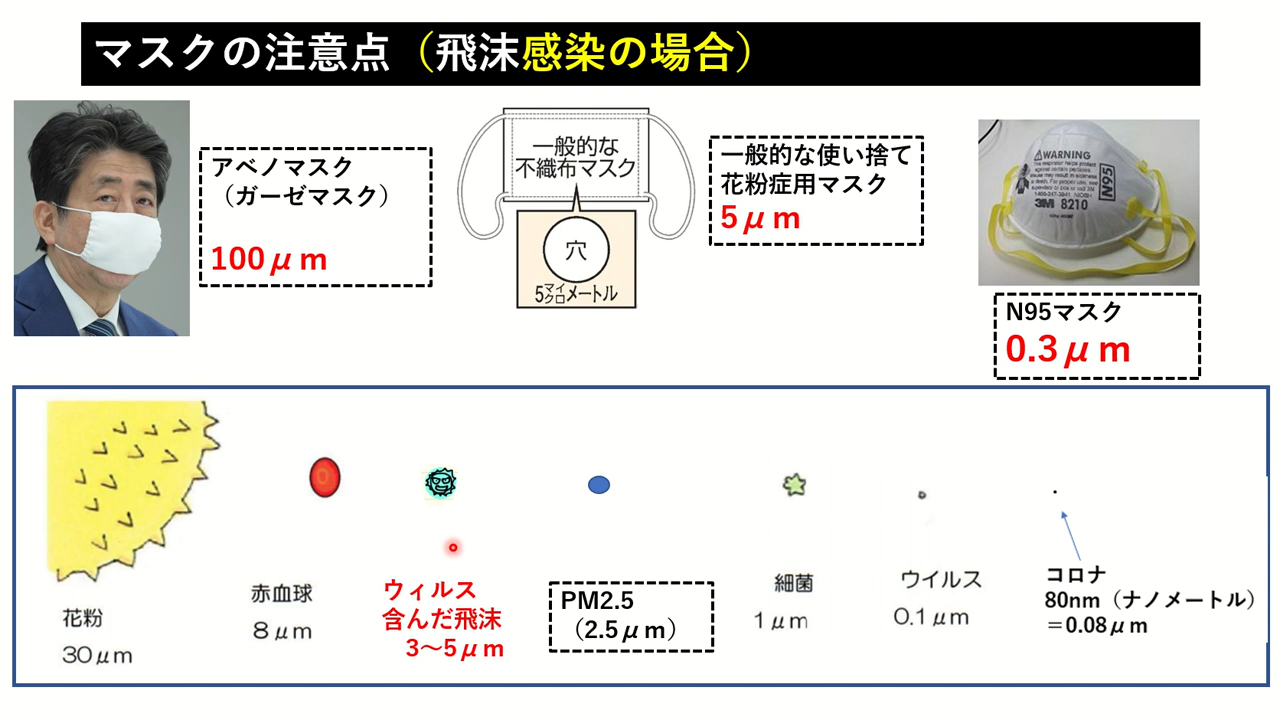 マスクの注意点（飛沫感染の場合）
アベノマスク
（ガーゼマスク）
100μm
一般的な
不織布マスク
穴
5マイクロメートル
一般的な使い捨て
花粉症用マスク
5μm
WARNING
N95
3M 8210
N95マスク
0.3μm
花粉
30μm
赤血球
8μm
ウィルス
含んだ飛沫
3～5μm
PM2.5
（2.5μm）
細菌
1μm
ウイルス
0.1μm
コロナ
80nm（ナノメートル）
＝0.08μm